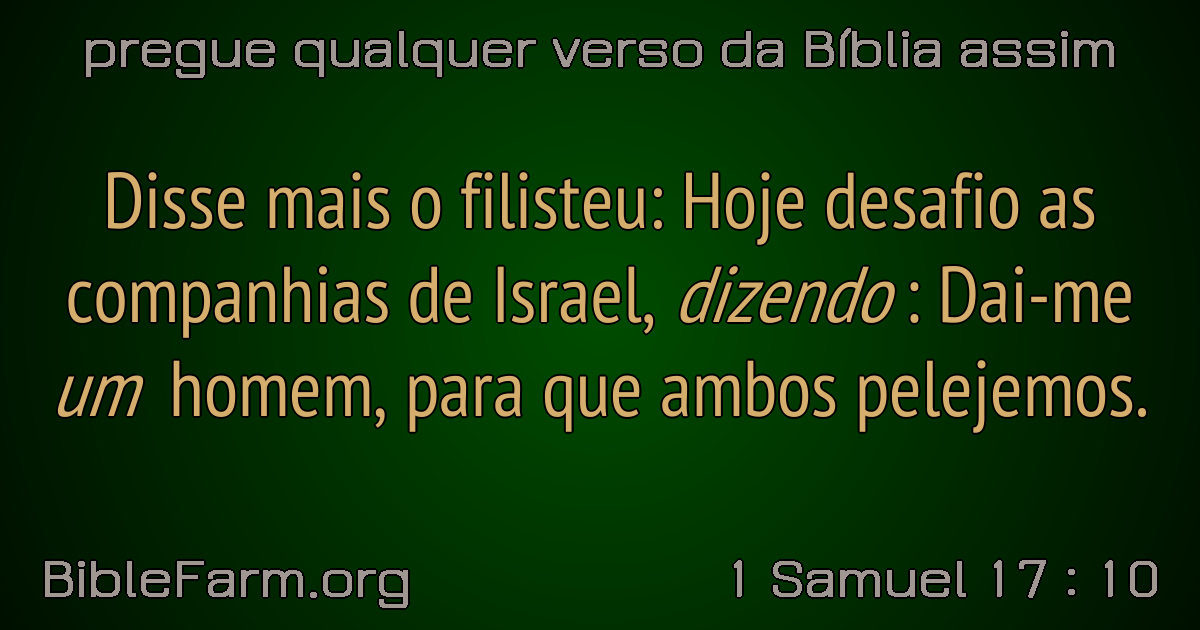 pregue qualquer verso da Bíblia assim
Disse mais o filisteu: Hoje desafio as
companhias de Israel, dizendo : Dai-me
um homem, para que ambos pelejemos.
BibleFarm.org
1 Samuel 17 : 10